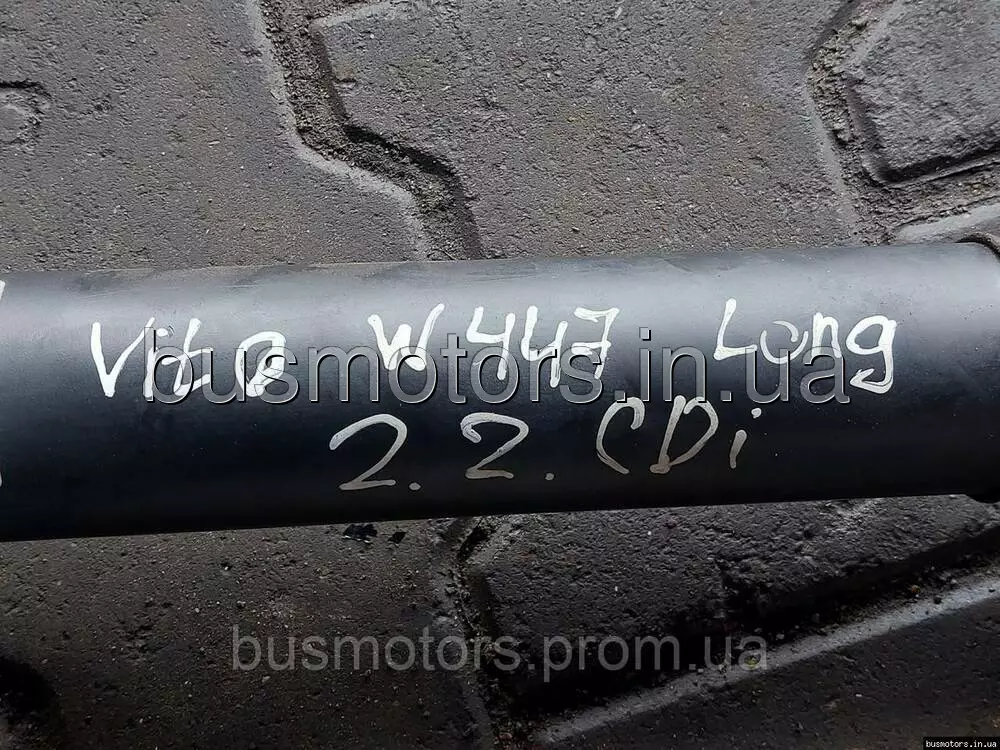 Vito W447 Long
busmotors.in.ua
2.2.CDi
busmotors.prom.ua
busmotors.in.ua